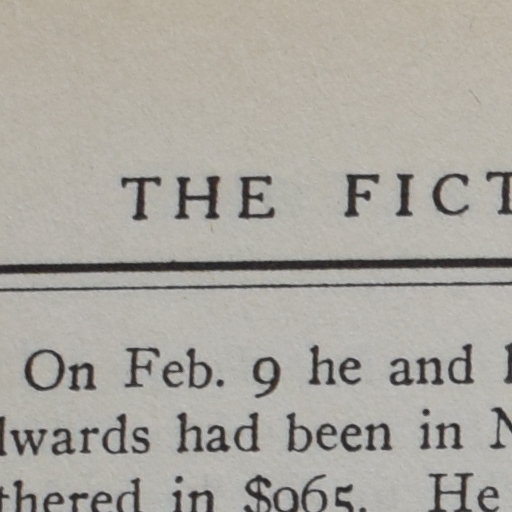 THE FICT
On Feb. 9 he and
dwards had been in N
thered in $965. He